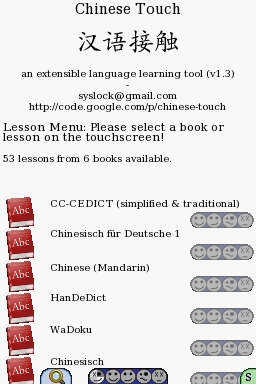 Chinese Touch
汉语接触
an extensible language learning tool (v1.3)
-
syslock@gmail.com
http://code.google.com/p/chinese-touch
Lesson Menu: Please select a book or
lesson on the touchscreen!
53 lessons from 6 books available.
Abc CC-CEDICT (simplified & traditional)
Abc Chinesisch für Deutsche 1
Abc Chinese (Mandarin)
Abc HanDeDict
Abc WaDoku
Abc Chinesisch
S